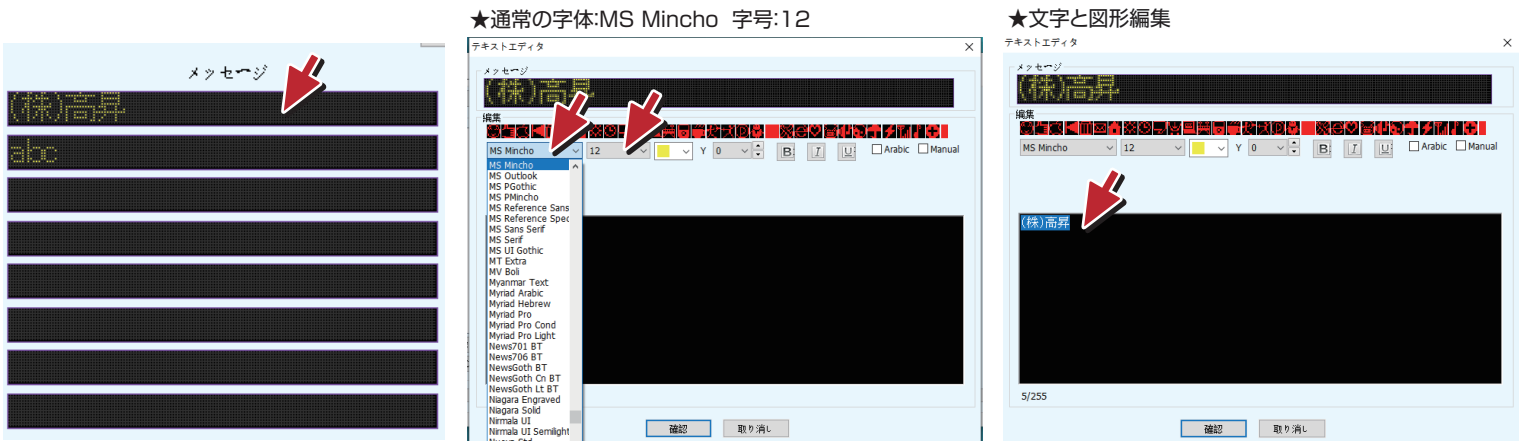 メッセージ
(株)高昇
abc
★通常の字体:MS Mincho 字号:12
テキストエディタ
メッセージ
(株)高昇
編集
MS Mincho 12 Y 0 B I U Arabic Manual
MS Mincho
MS Outlook
MS PGothic
MS PMincho
MS Reference Sans
MS Reference Spec
MS Sans Serif
MS Serif
MS UI Gothic
MT Extra
MV Boli
Myanmar Text
Myriad Arabic
Myriad Hebrew
Myriad Pro
Myriad Pro Cond
Myriad Pro Light
News701 BT
News706 BT
NewsGoth BT
NewsGoth Cn BT
NewsGoth Lt BT
Niagara Engraved
Niagara Solid
Nirmala UI
Nirmala UI Semilight
確認 取り消し
★文字と図形編集
テキストエディタ
メッセージ
(株)高昇
編集
MS Mincho 12 Y 0 B I U Arabic Manual
(株)高昇
5/255
確認 取り消し